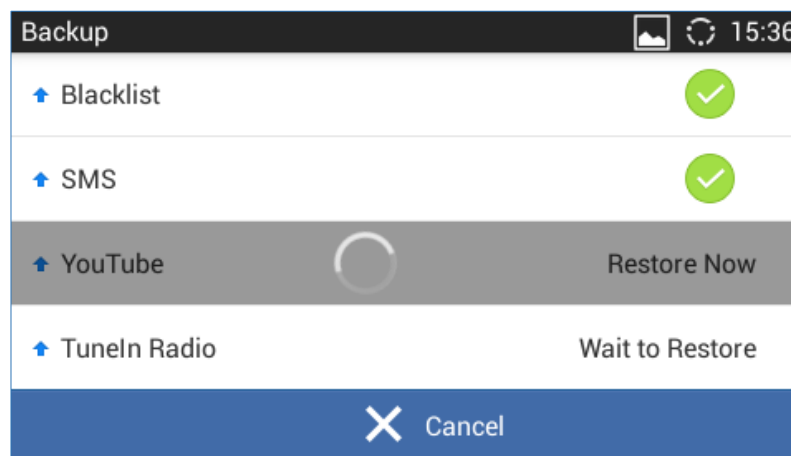 Backup 15:36
Blacklist
SMS
YouTube Restore Now
TuneIn Radio Wait to Restore
Cancel